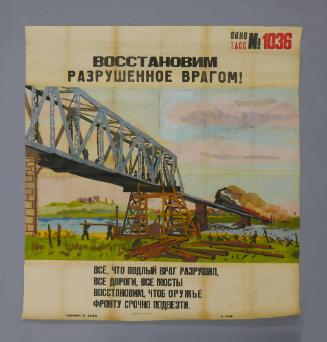 ОКНО
ТАСС № 1036
ВОССТАНОВИМ
РАЗРУШЕННОЕ ВРАГОМ!
ВСЕ, ЧТО ПОДЛЫЙ ВРАГ РАЗРУШИЛ,
ВСЕ ДОРОГИ, ВСЕ МОСТЫ
ВОССТАНОВИМ, ЧТОБ ОРУЖЬЕ
ФРОНТУ СРОЧНО ПОДВЕЗТИ.